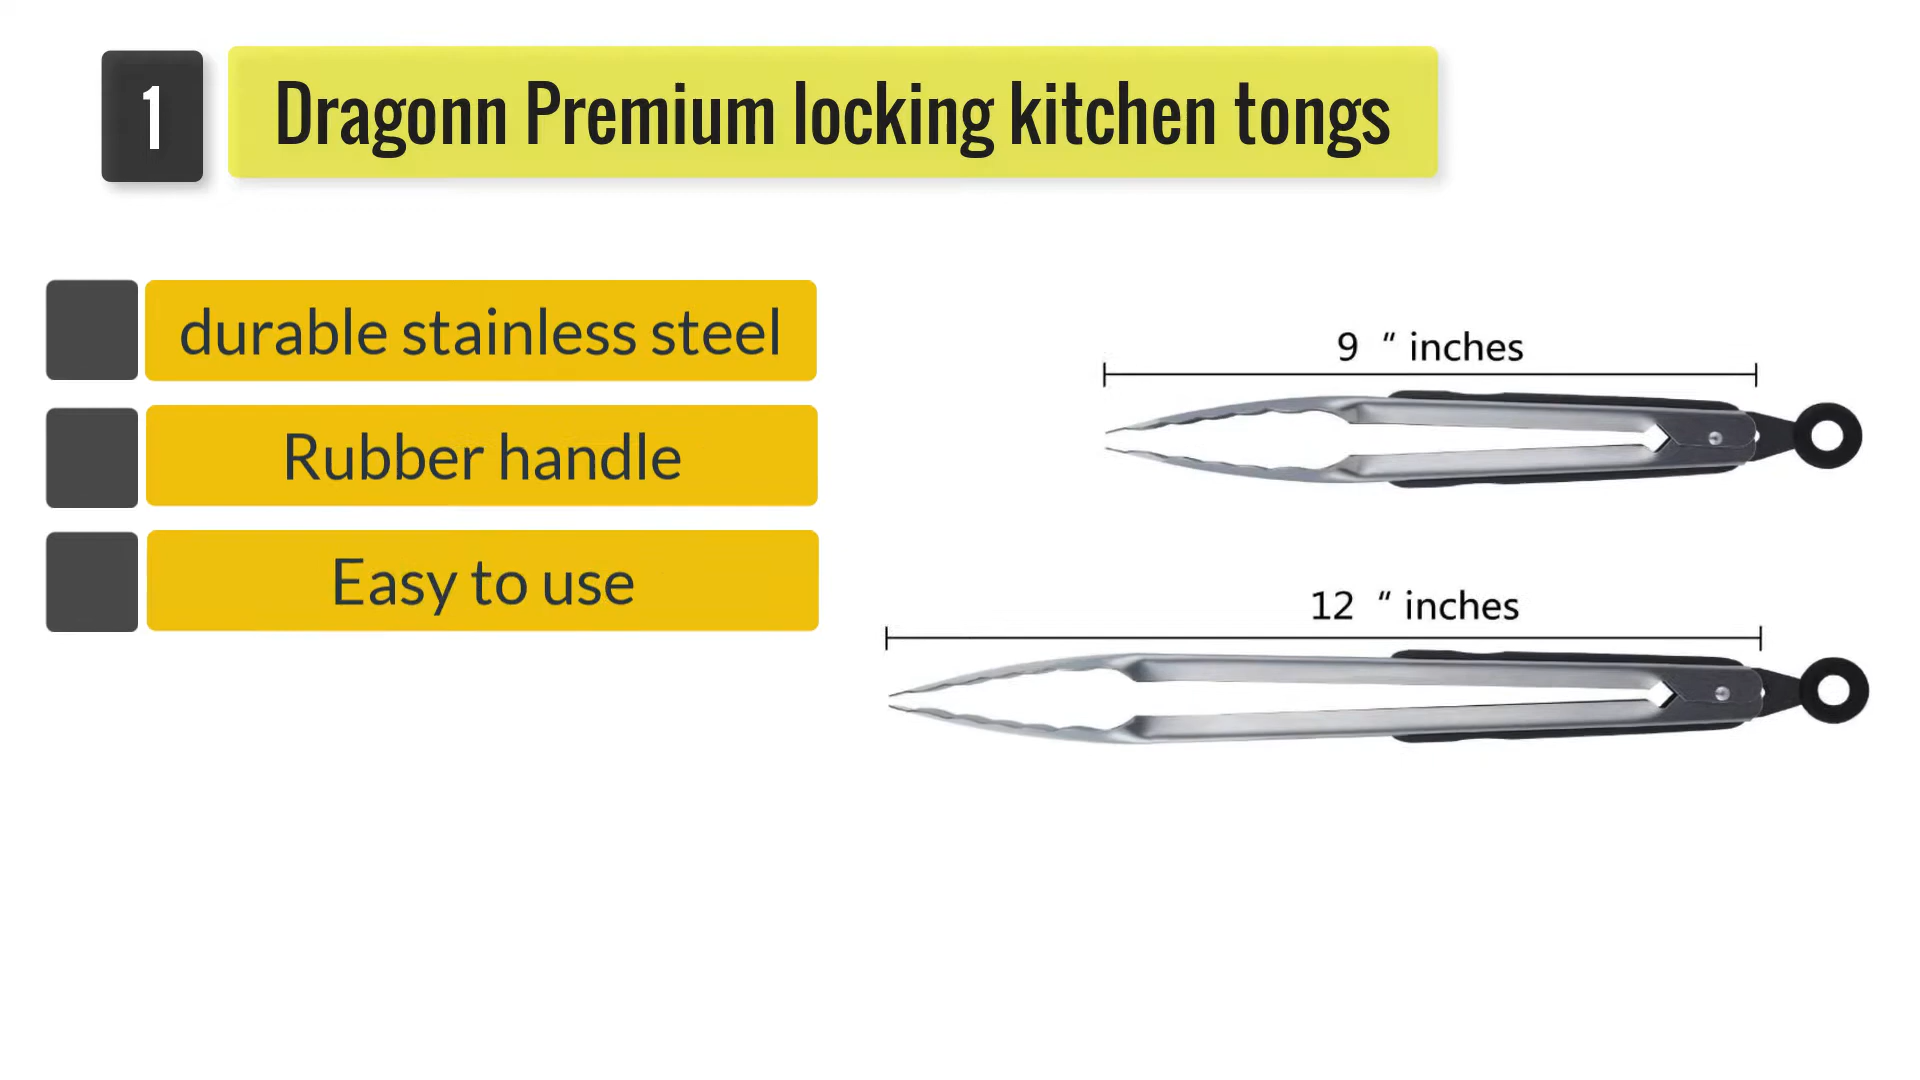 1
Dragonn Premium locking kitchen tongs
durable stainless steel
Rubber handle
Easy to use
9 “ inches
12 “ inches